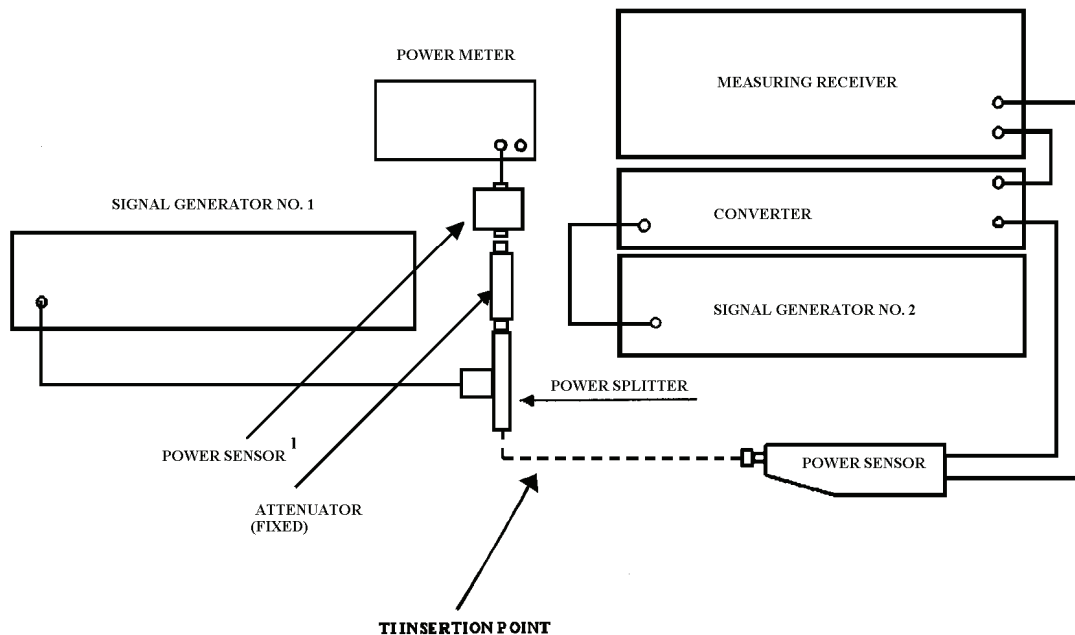 POWER METER
MEASURING RECEIVER
SIGNAL GENERATOR NO. 1
CONVERTER
SIGNAL GENERATOR NO. 2
POWER SPLITTER
POWER SENSOR 1
POWER SENSOR
ATTENUATOR
(FIXED)
TI INSERTION POINT